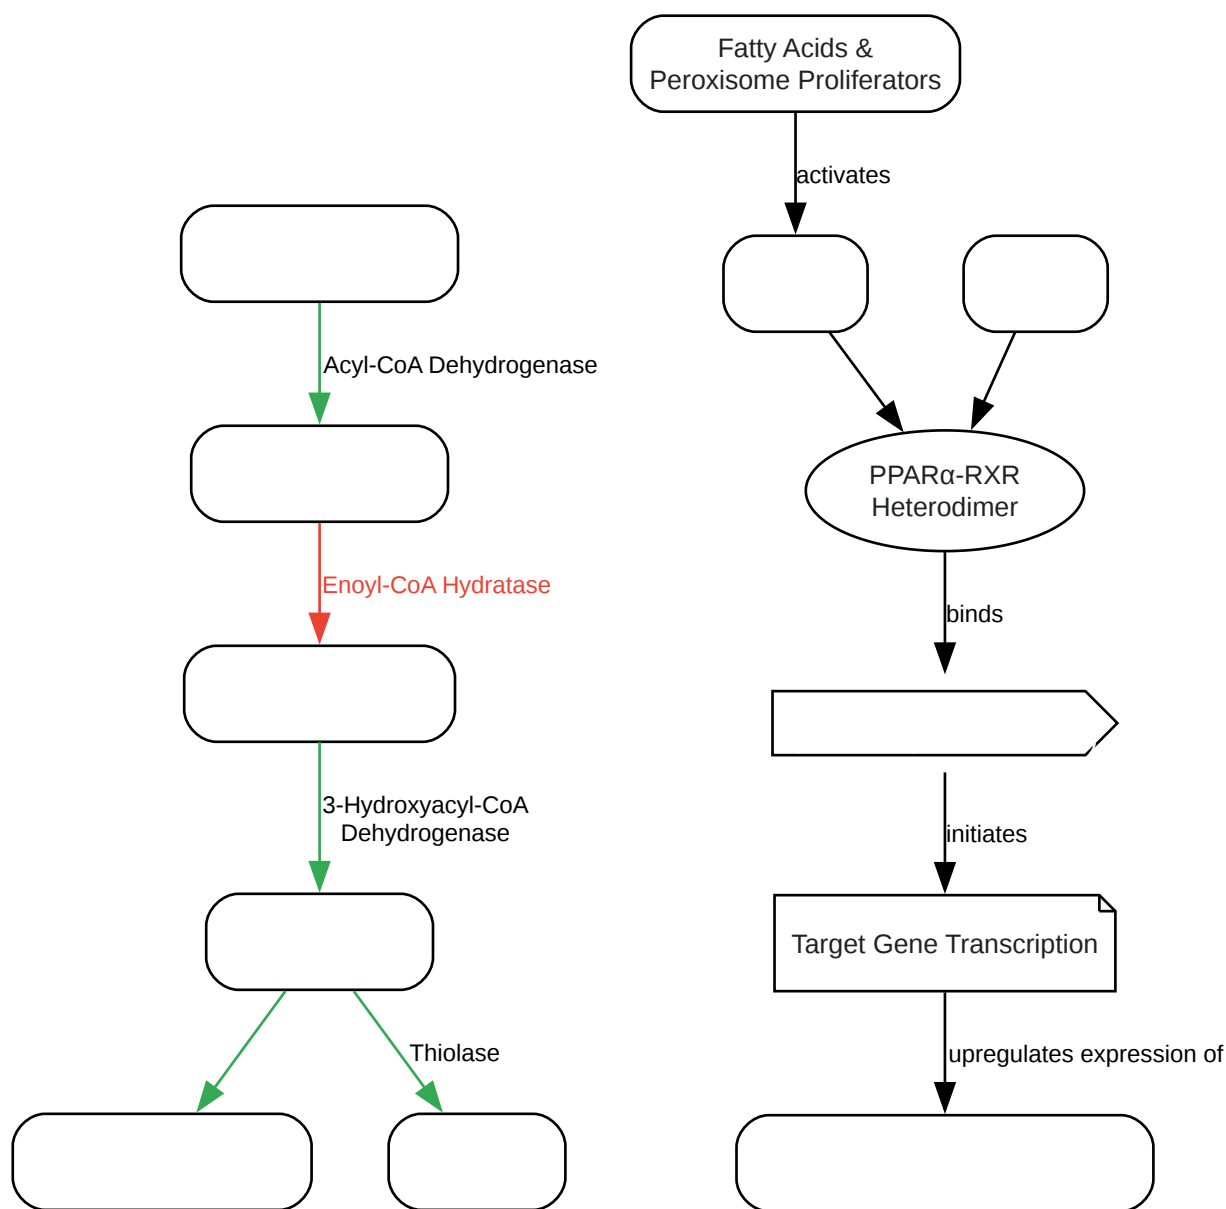 Fatty Acids &
Peroxisome Proliferators
activates
Acyl-CoA Dehydrogenase
PPARα-RXR
Heterodimer
Enoyl-CoA Hydratase
binds
3-Hydroxyacyl-CoA
Dehydrogenase
initiates
Target Gene Transcription
Thiolase
upregulates expression of